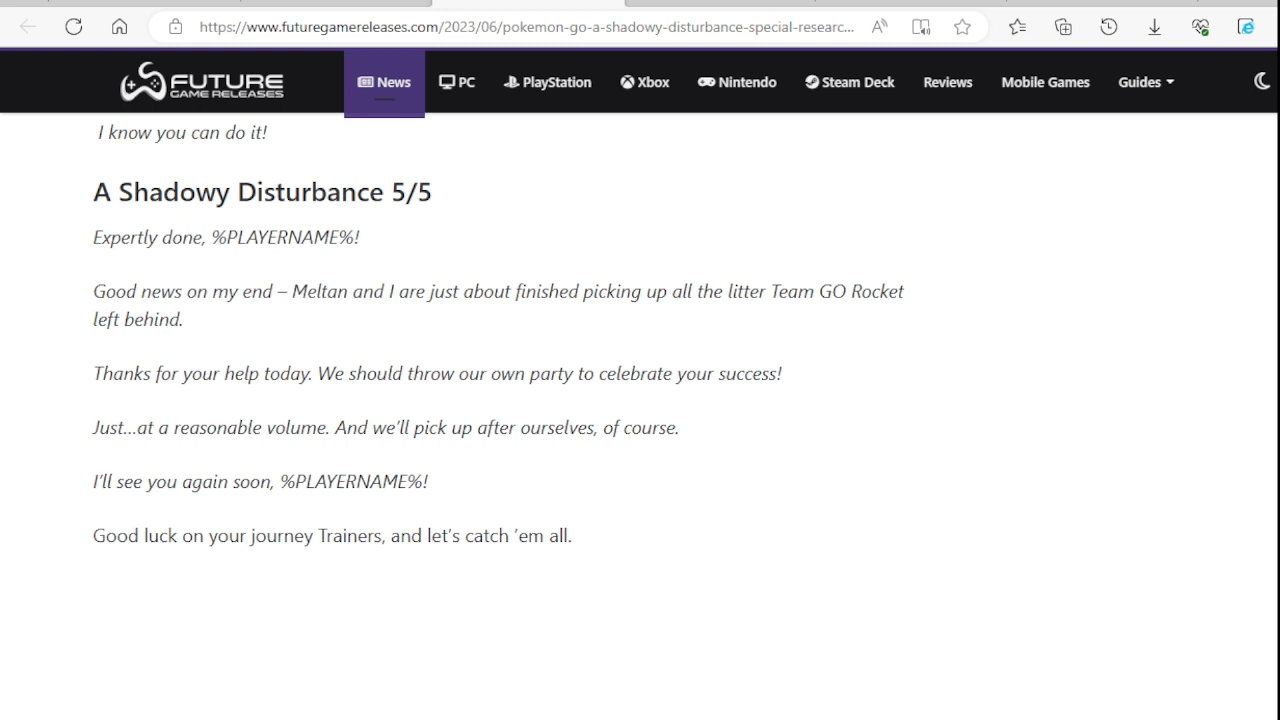 https://www.futuregamereleases.com/2023/06/pokemon-go-a-shadowy-disturbance-special-researc...
FUTURE
GAME RELEASES
News
PC
PlayStation
Xbox
Nintendo
Steam Deck
Reviews
Mobile Games
Guides
I know you can do it!
A Shadowy Disturbance 5/5
Expertly done, %PLAYERNAME%!
Good news on my end – Meltan and I are just about finished picking up all the litter Team GO Rocket
left behind.
Thanks for your help today. We should throw our own party to celebrate your success!
Just…at a reasonable volume. And we’ll pick up after ourselves, of course.
I’ll see you again soon, %PLAYERNAME%!
Good luck on your journey Trainers, and let’s catch ’em all.